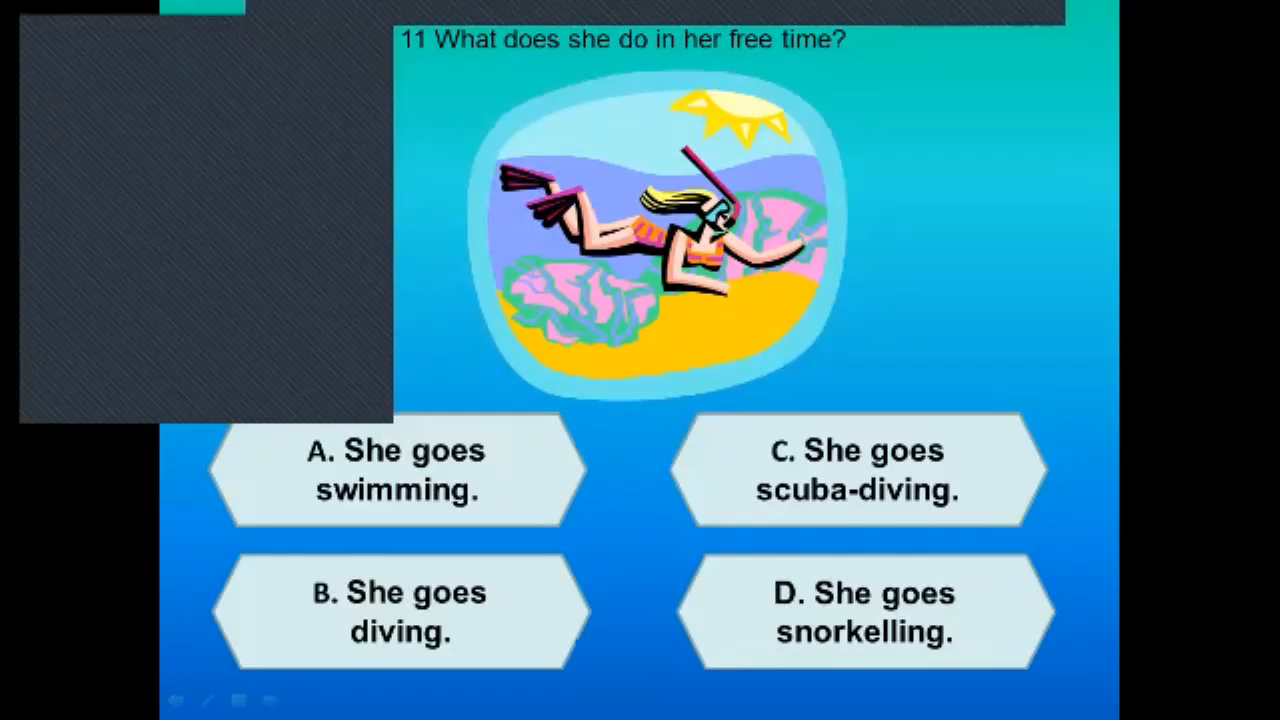 11 What does she do in her free time?
A. She goes
swimming.
C. She goes
scuba-diving.
B. She goes
diving.
D. She goes
snorkelling.